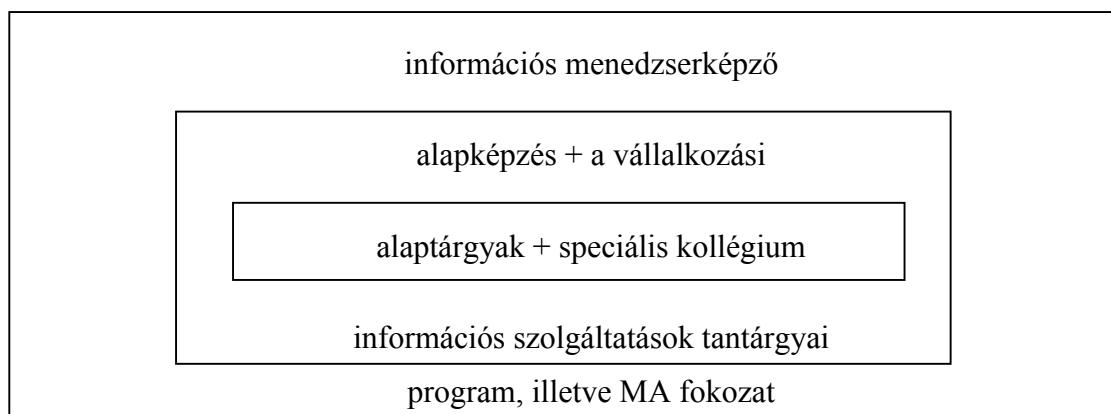 információs menedzserképző
alapképzés + a vállalkozási
alaptárgyak + speciális kollégium
információs szolgáltatások tantárgyai
program, illetve MA fokozat